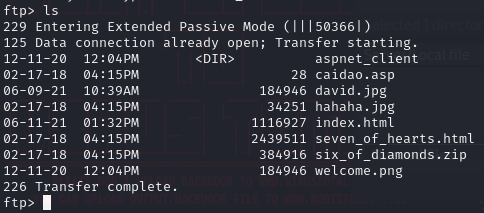 ftp> ls
229 Entering Extended Passive Mode (|||50366|)
125 Data connection already open; Transfer starting.
12-11-20  12:04PM       <DIR>          aspnet_client
02-17-18  04:15PM                   28 caidao.asp
06-09-21  10:39AM               184946 david.jpg
02-17-18  04:15PM                34251 hahaha.jpg
06-11-21  01:32PM              1116927 index.html
02-17-18  04:15PM              2439511 seven_of_hearts.html
02-17-18  04:15PM               384916 six_of_diamonds.zip
12-11-20  12:04PM               184946 welcome.png
226 Transfer complete.
ftp>